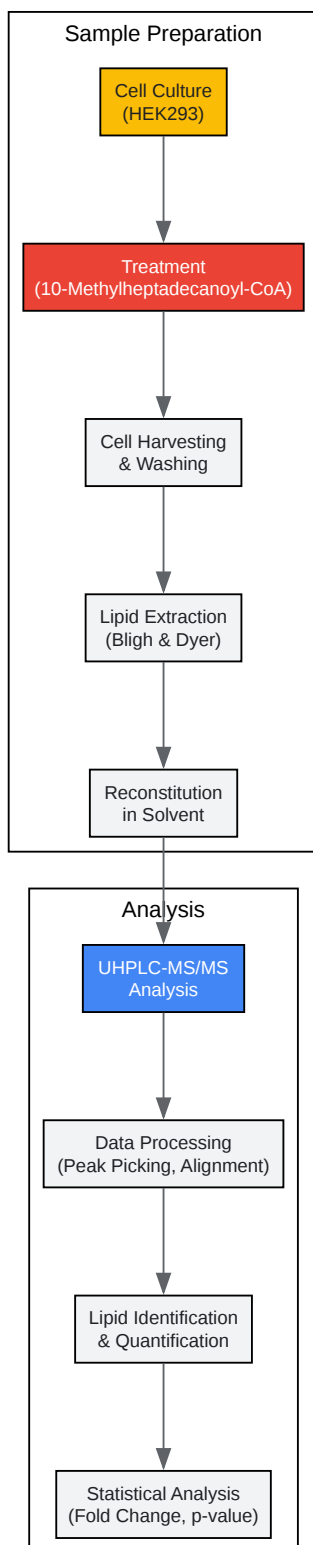 Sample Preparation
Cell Culture
(HEK293)
Treatment
(10-Methylheptadecanoyl-CoA)
Cell Harvesting
& Washing
Lipid Extraction
(Bligh & Dyer)
Reconstitution
in Solvent
Analysis
UHPLC-MS/MS
Analysis
Data Processing
(Peak Picking, Alignment)
Lipid Identification
& Quantification
Statistical Analysis
(Fold Change, p-value)